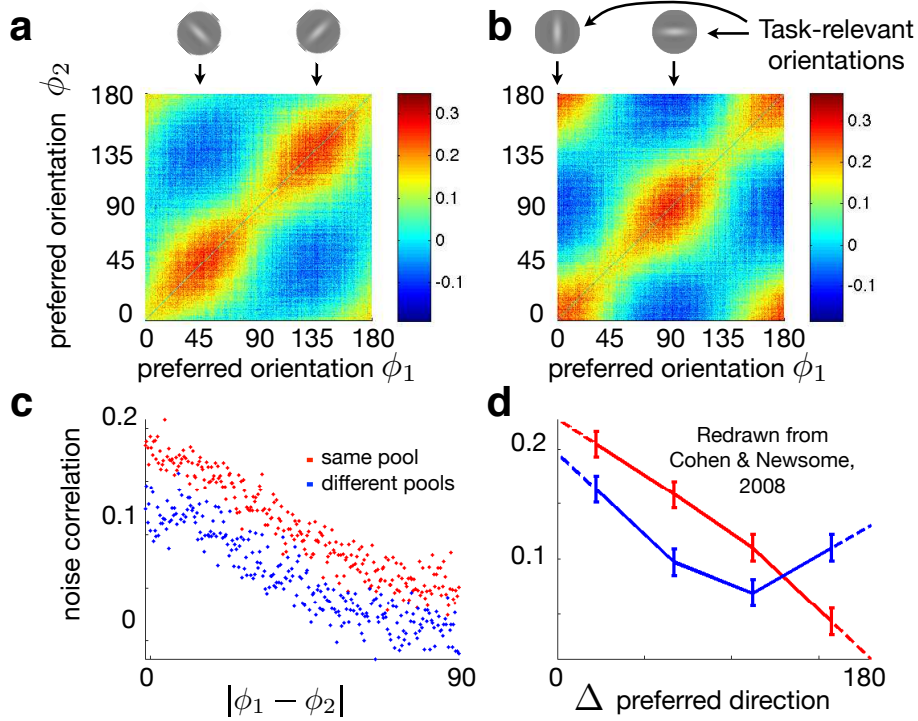 a
b
Task-relevant
orientations
preferred orientation ϕ2
180
135
90
45
0
0 45 90 135 180
preferred orientation ϕ1
0.3
0.2
0.1
0
-0.1
180
135
90
45
0
0 45 90 135 180
preferred orientation ϕ1
0.3
0.2
0.1
0
-0.1
c
noise correlation
0.2
0.1
0
same pool
different pools
0 90
|ϕ1 − ϕ2|
d
0.2
0.1
Redrawn from
Cohen & Newsome,
2008
0 180
Δ preferred direction